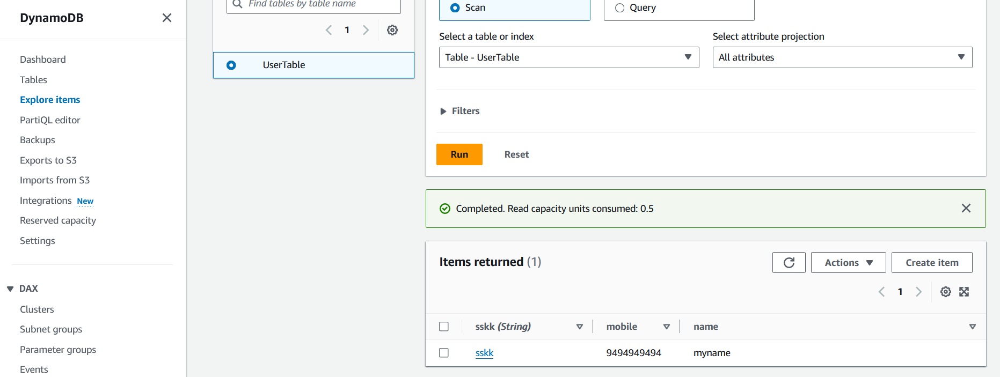 DynamoDB
Dashboard
Tables
Explore items
PartiQL editor
Backups
Exports to S3
Imports from S3
Integrations New
Reserved capacity
Settings
DAX
Clusters
Subnet groups
Parameter groups
Events
Find tables by table name
1
UserTable
Scan
Query
Select a table or index
Select attribute projection
Table - UserTable
All attributes
Filters
Run
Reset
Completed. Read capacity units consumed: 0.5
Items returned (1)
Actions
Create item
1
sskk (String)
mobile
name
sskk
9494949494
myname